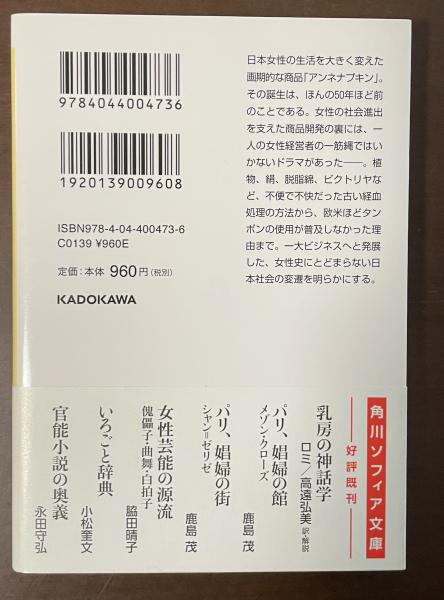 9784044004736
1920139009608
ISBN978-4-04-400473-6
C0139 ¥960E
定価:本体 960円(税別)
KADOKAWA
日本女性の生活を大きく変えた
画期的な商品「アンネナプキン」。
その誕生は、ほんの50年ほど前
のことである。女性の社会進出
を支えた商品開発の裏には、一
人の女性経営者の一筋縄では
いかないドラマがあった――。植
物、絹、脱脂綿、ビクトリヤな
ど、不便で不快だった古い経血
処理の方法から、欧米ほどタン
ポンの使用が普及しなかった理
由まで。一大ビジネスへと発展
した、女性史にとどまらない日
本社会の変遷を明らかにする。
角川ソフィア文庫
好評既刊
乳房の神話学
ロミ/高遠弘美 訳・解説
パリ、娼婦の館
メゾン・クローズ
鹿島 茂
パリ、娼婦の街
シャン=ゼリゼ
鹿島 茂
女性芸能の源流
傀儡子・曲舞・白拍子
脇田晴子
いろごと辞典
小松奎文
官能小説の奥義
永田守弘